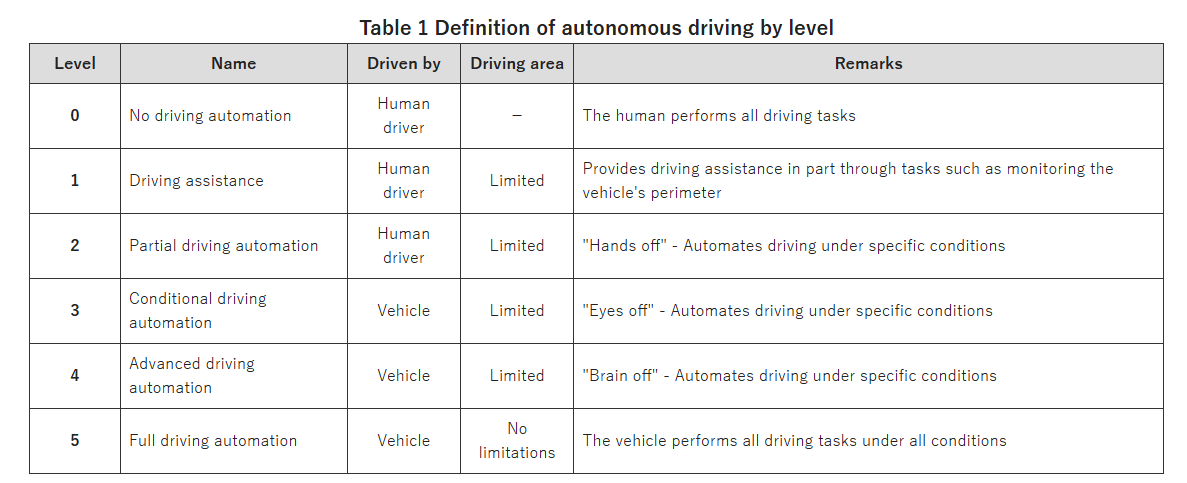 Table 1 Definition of autonomous driving by level
Level Name Driven by Driving area Remarks
0 No driving automation Human driver – The human performs all driving tasks
1 Driving assistance Human driver Limited Provides driving assistance in part through tasks such as monitoring the vehicle's perimeter
2 Partial driving automation Human driver Limited "Hands off" - Automates driving under specific conditions
3 Conditional driving automation Vehicle Limited "Eyes off" - Automates driving under specific conditions
4 Advanced driving automation Vehicle Limited "Brain off" - Automates driving under specific conditions
5 Full driving automation Vehicle No limitations The vehicle performs all driving tasks under all conditions